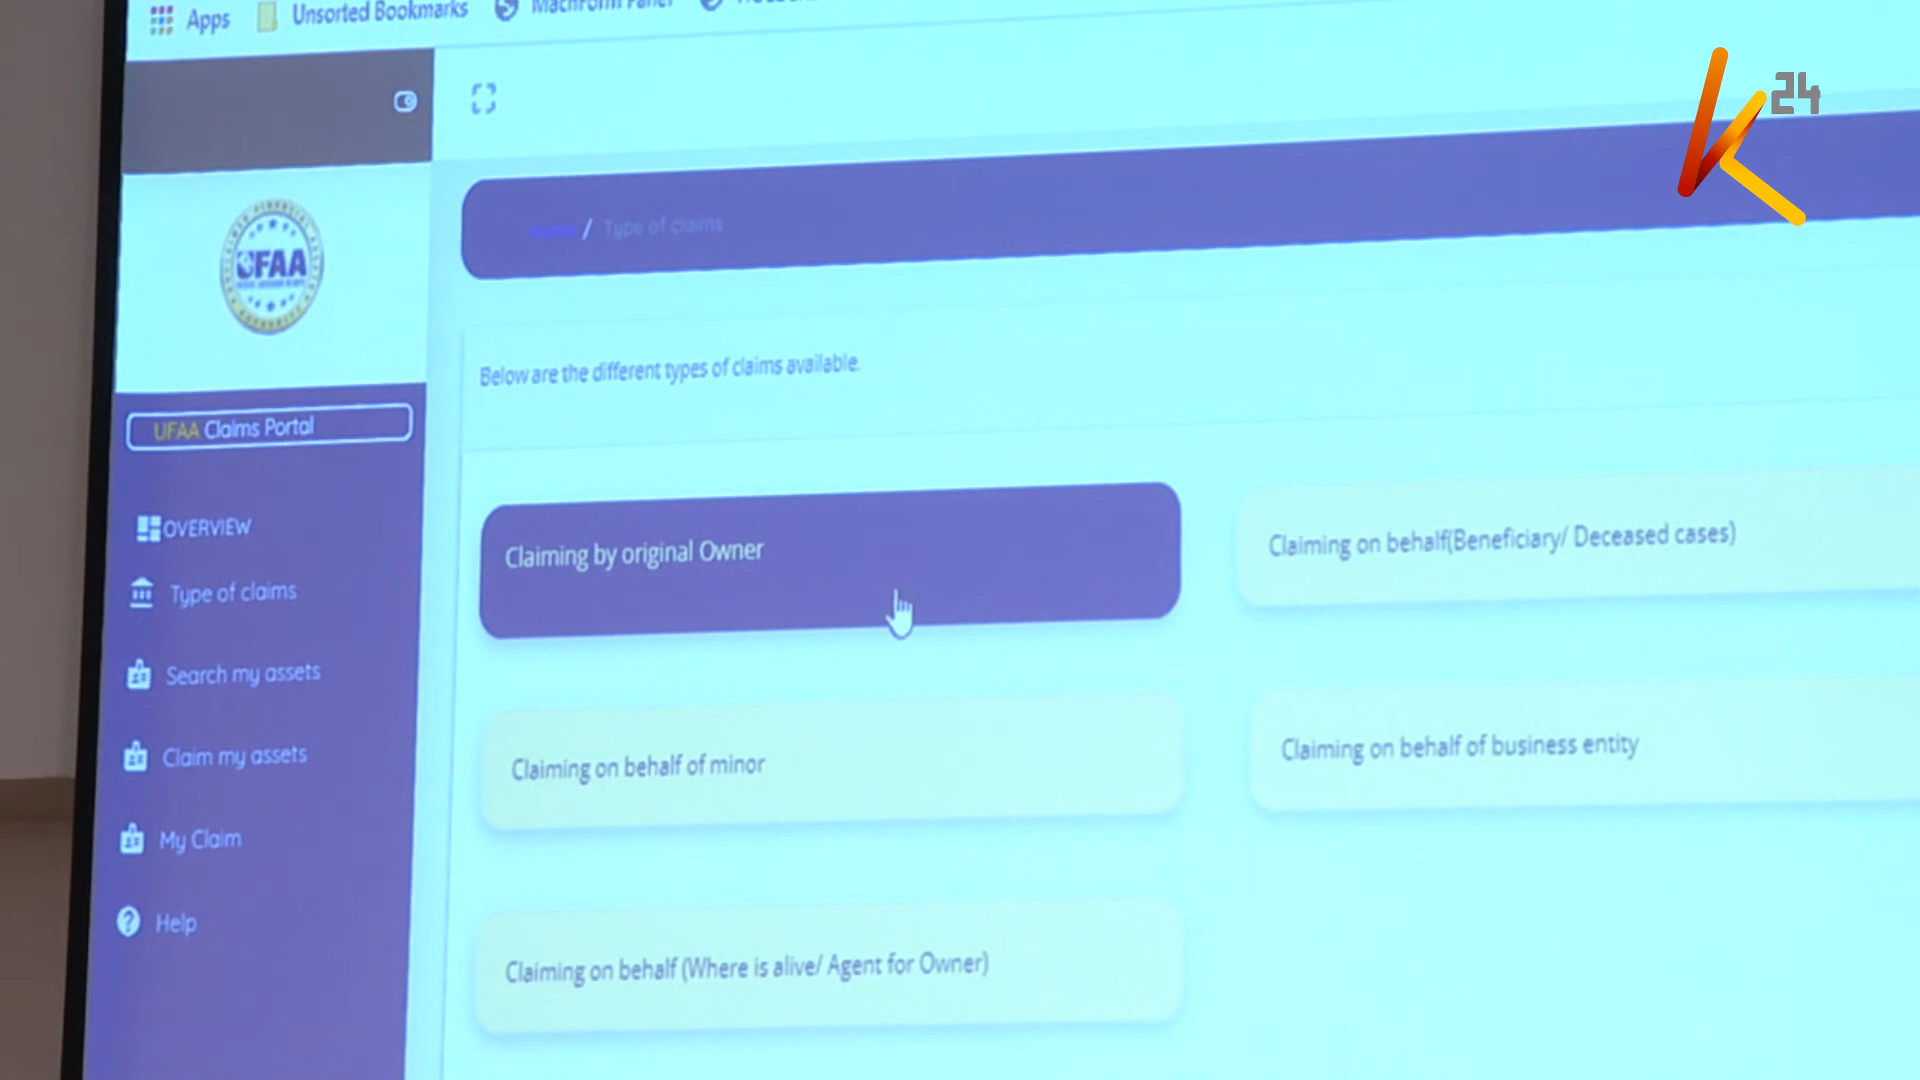 Apps
Unsorted Bookmarks
MachForm Panel
24
UFAA
/ Type of claims
Below are the different types of claims available.
UFAA Claims Portal
OVERVIEW
Type of claims
Search my assets
Claim my assets
My Claim
Help
Claiming by original Owner
Claiming on behalf(Beneficiary/ Deceased cases)
Claiming on behalf of minor
Claiming on behalf of business entity
Claiming on behalf (Where is alive/ Agent for Owner)